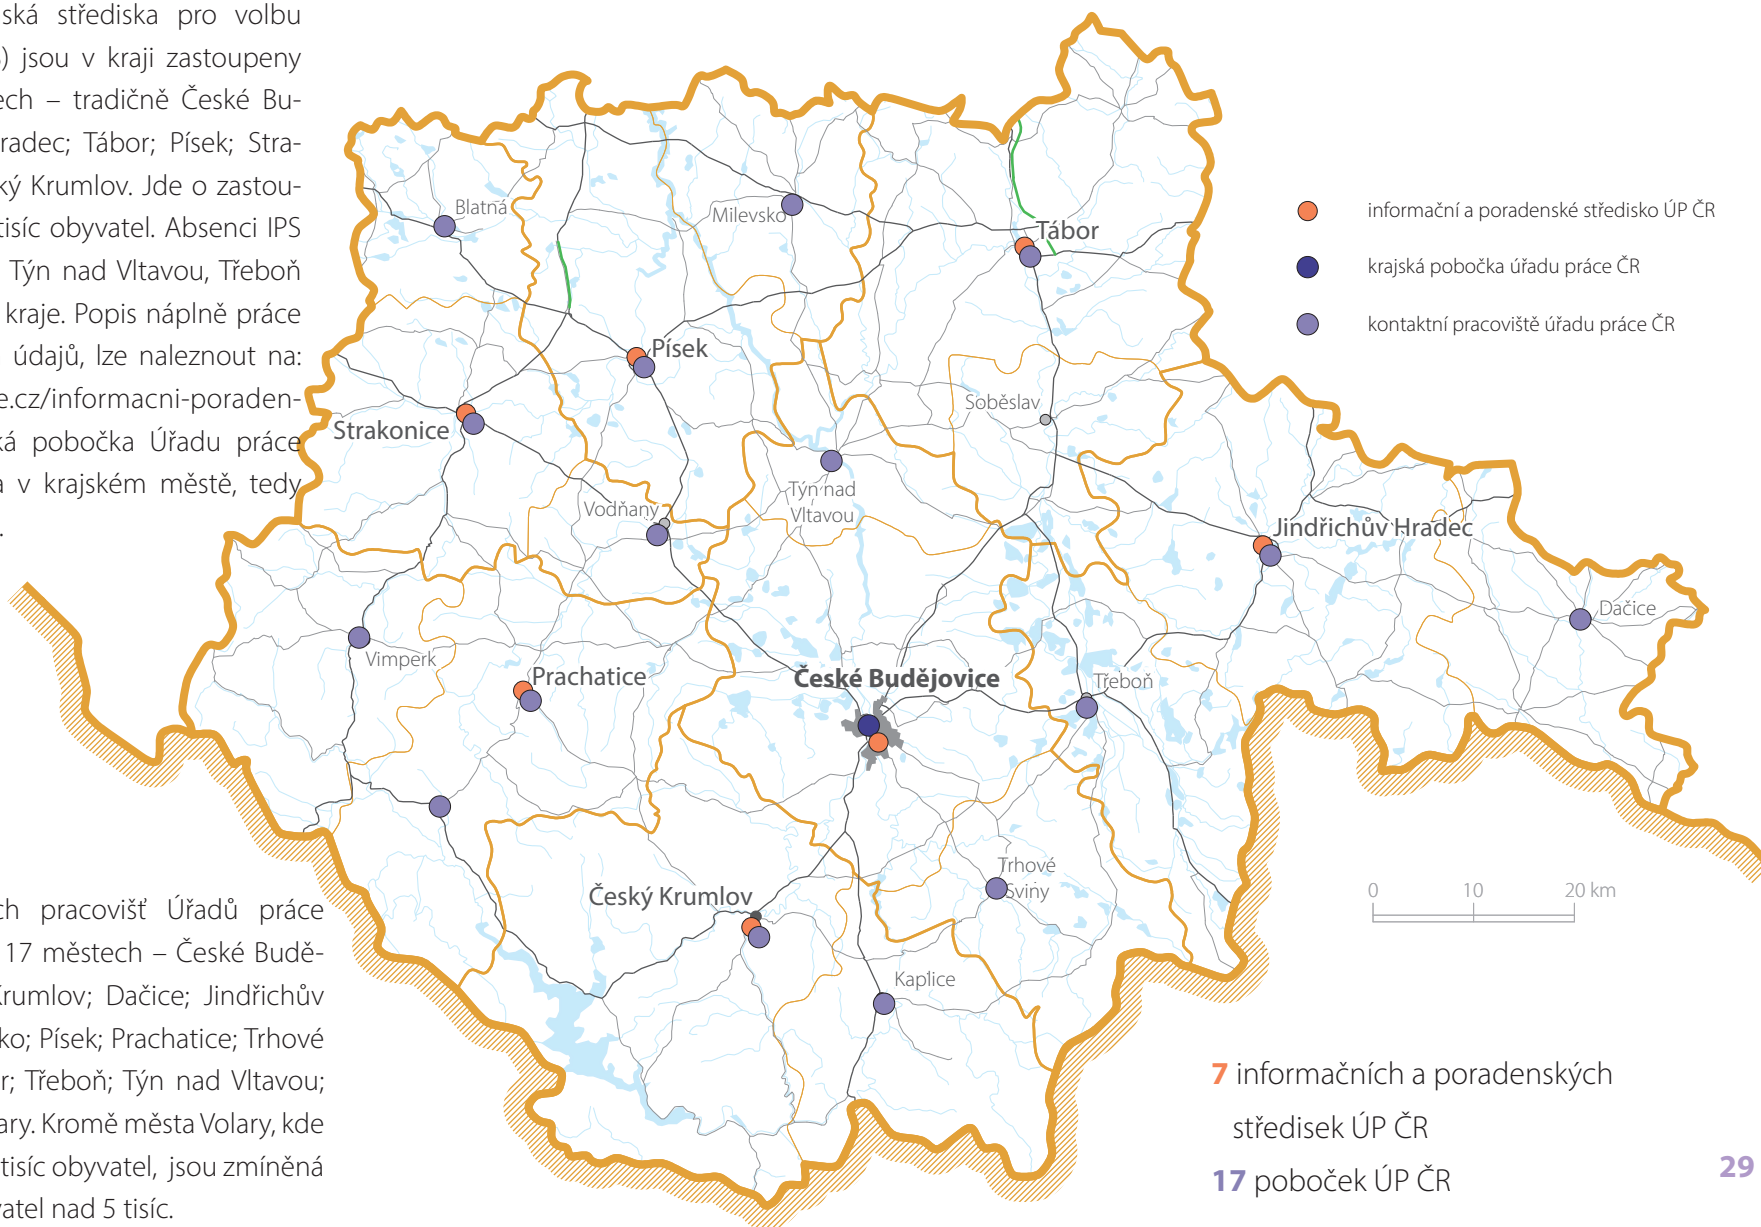 ská střediska pro volbu
) jsou v kraji zastoupeny
ech – tradičně České Bu-
radec; Tábor; Písek; Stra-
ký Krumlov. Jde o zastou-
tisíc obyvatel. Absenci IPS
Týn nad Vltavou, Třeboň
kraje. Popis náplně práce
údajů, lze naleznout na:
e.cz/informacni-poraden-
ká pobočka Úřadu práce
a v krajském městě, tedy
.
Blatná
Milevsko
Tábor
Písek
Strakonice
Soběslav
Vodňany
Týn nad
Vltavou
Jindřichův Hradec
Dačice
Vimperk
Prachatice
České Budějovice
Třeboň
Český Krumlov
Trhové
Sviny
Kaplice
informační a poradenské středisko ÚP ČR
krajská pobočka úřadu práce ČR
kontaktní pracoviště úřadu práce ČR
0 10 20 km
ch pracovišť Úřadů práce
17 městech – České Budě-
Krumlov; Dačice; Jindřichův
ko; Písek; Prachatice; Trhové
r; Třeboň; Týn nad Vltavou;
ary. Kromě města Volary, kde
tisíc obyvatel, jsou zmíněná
vatel nad 5 tisíc.
7 informačních a poradenských
středisek ÚP ČR
17 poboček ÚP ČR
29